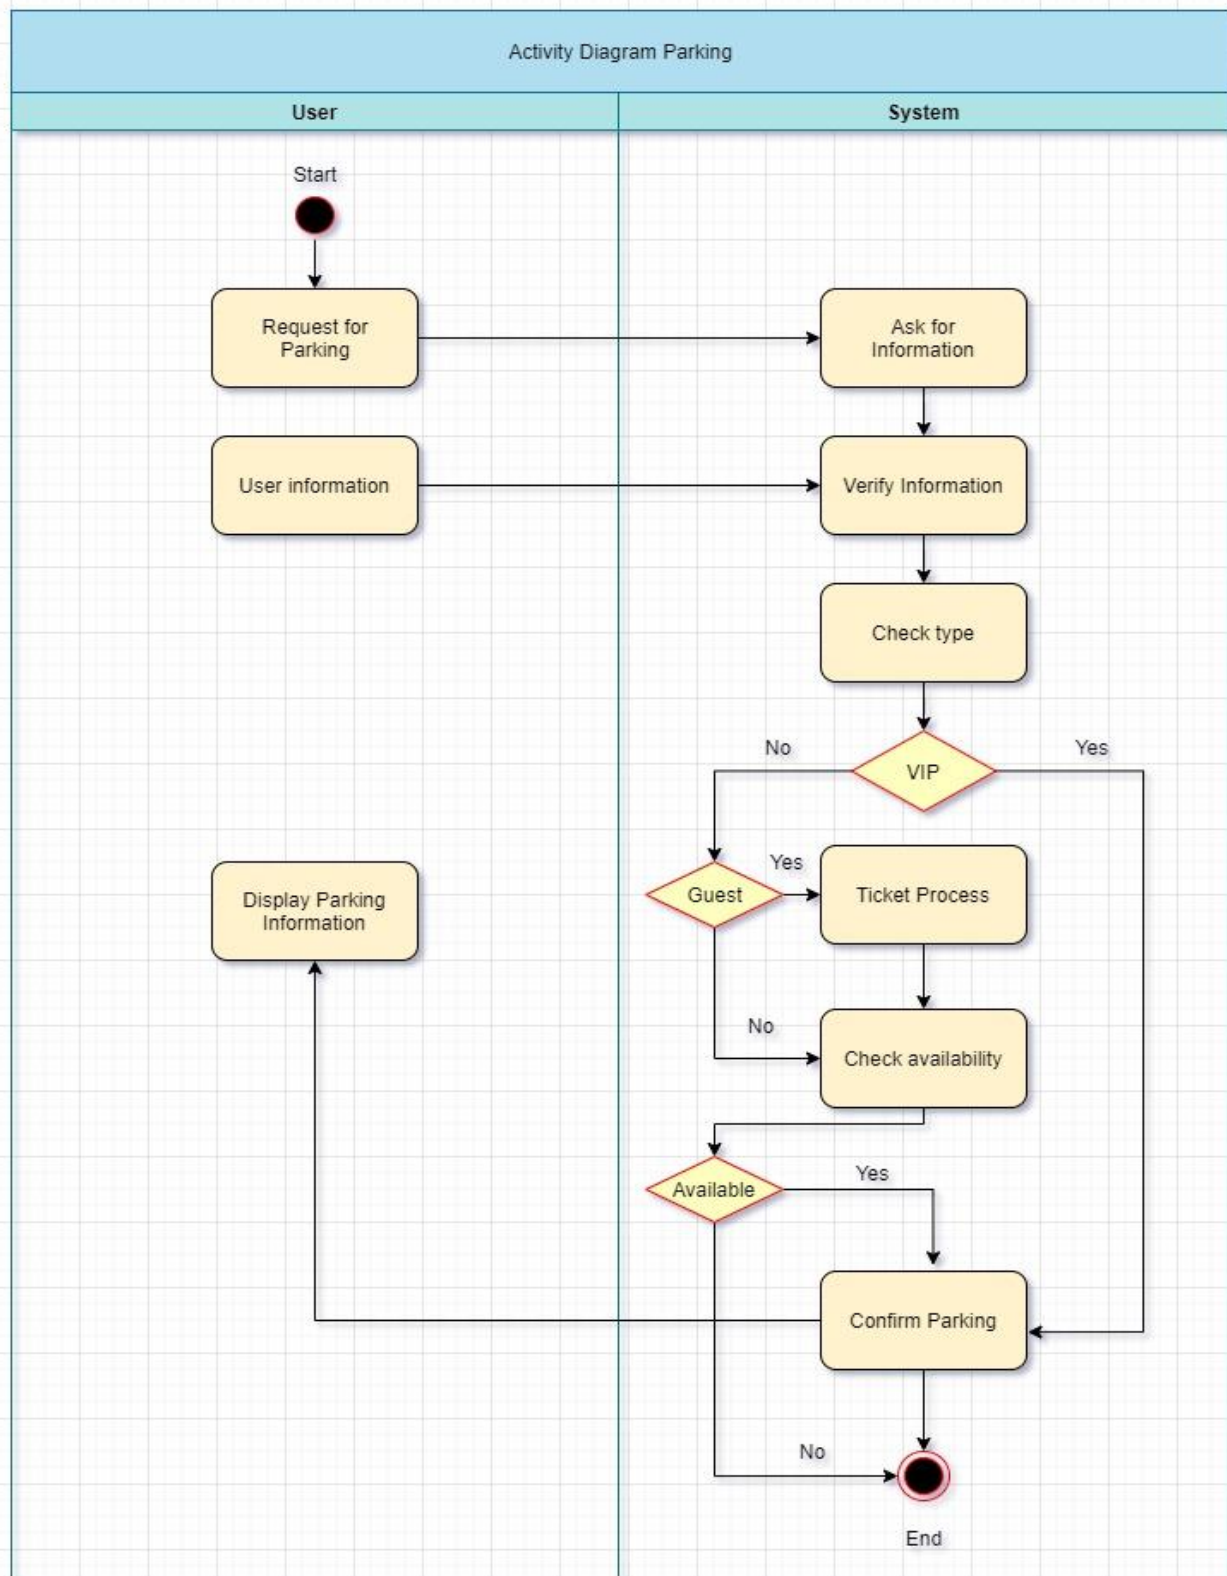 Activity Diagram Parking
User
System
Start
Request for
Parking
Ask for
Information
User information
Verify Information
Check type
No
VIP
Yes
Display Parking
Information
Guest
Yes
Ticket Process
No
Check availability
Available
Yes
Confirm Parking
No
End